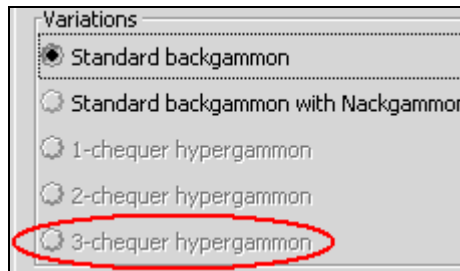 Variations
Standard backgammon
Standard backgammon with Nackgammon
1-chequer hypergammon
2-chequer hypergammon
3-chequer hypergammon